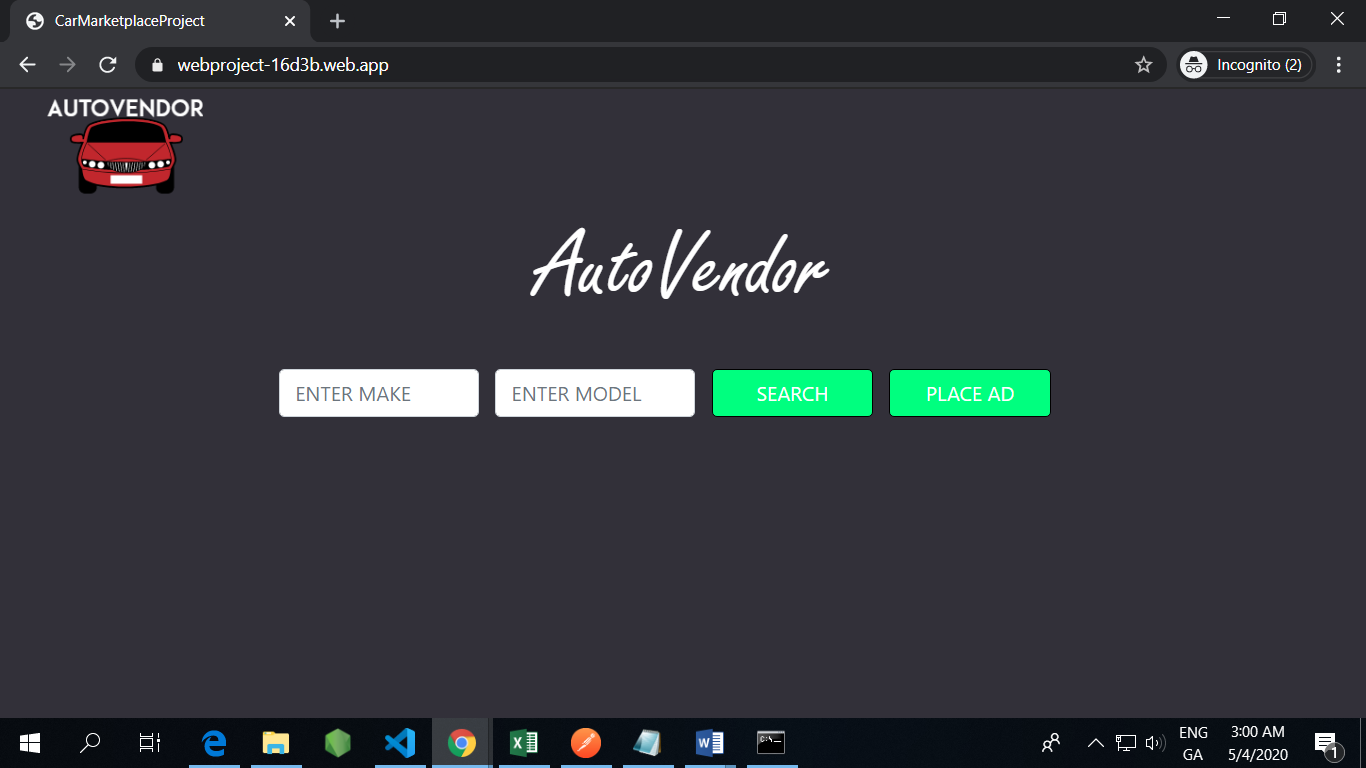 CarMarketplaceProject
webproject-16d3b.web.app
Incognito (2)
AUTOVENDOR
AutoVendor
ENTER MAKE
ENTER MODEL
SEARCH
PLACE AD
ENG
GA
3:00 AM
5/4/2020
1